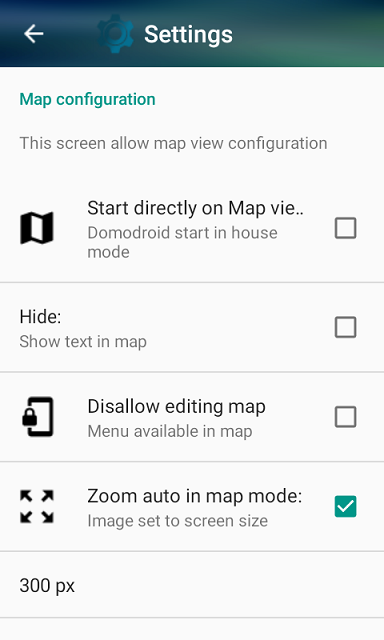 Settings
Map configuration
This screen allow map view configuration
Start directly on Map vie..
Domodroid start in house
mode
Hide:
Show text in map
Disallow editing map
Menu available in map
Zoom auto in map mode:
Image set to screen size
300 px